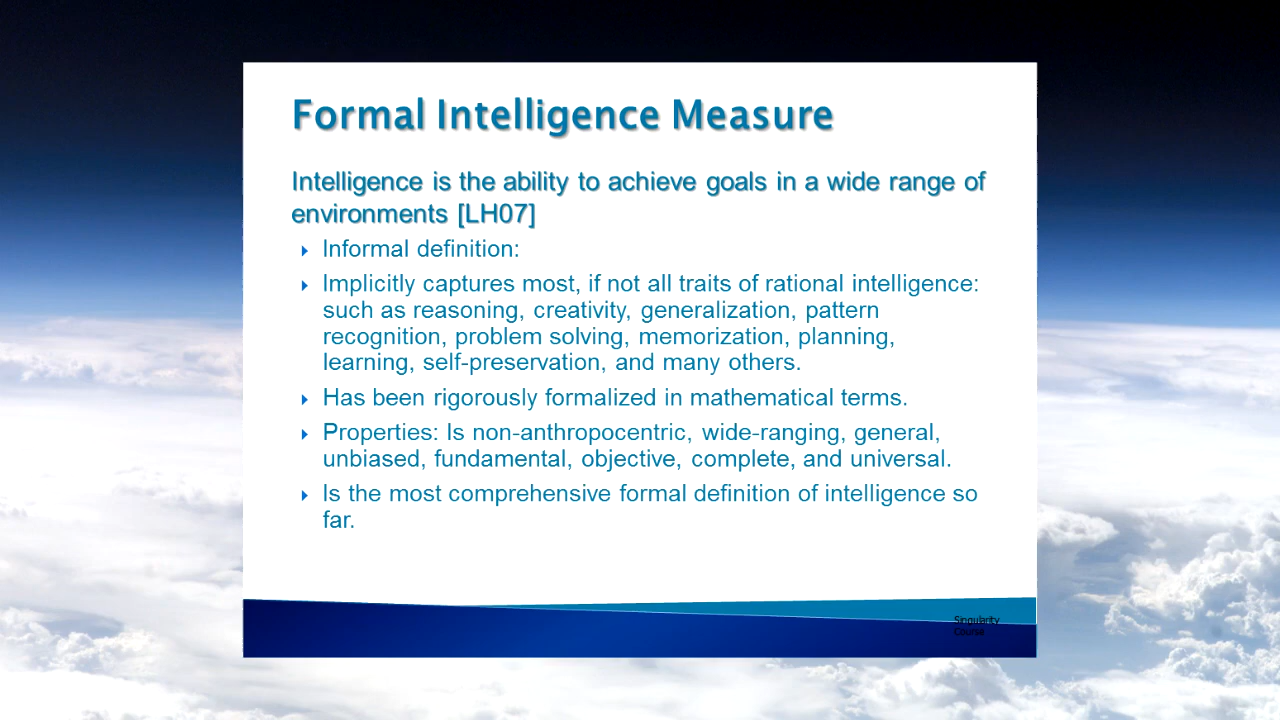 Formal Intelligence Measure
Intelligence is the ability to achieve goals in a wide range of
environments [LH07]
Informal definition:
Implicitly captures most, if not all traits of rational intelligence:
such as reasoning, creativity, generalization, pattern
recognition, problem solving, memorization, planning,
learning, self-preservation, and many others.
Has been rigorously formalized in mathematical terms.
Properties: Is non-anthropocentric, wide-ranging, general,
unbiased, fundamental, objective, complete, and universal.
Is the most comprehensive formal definition of intelligence so
far.
Singularity
Course